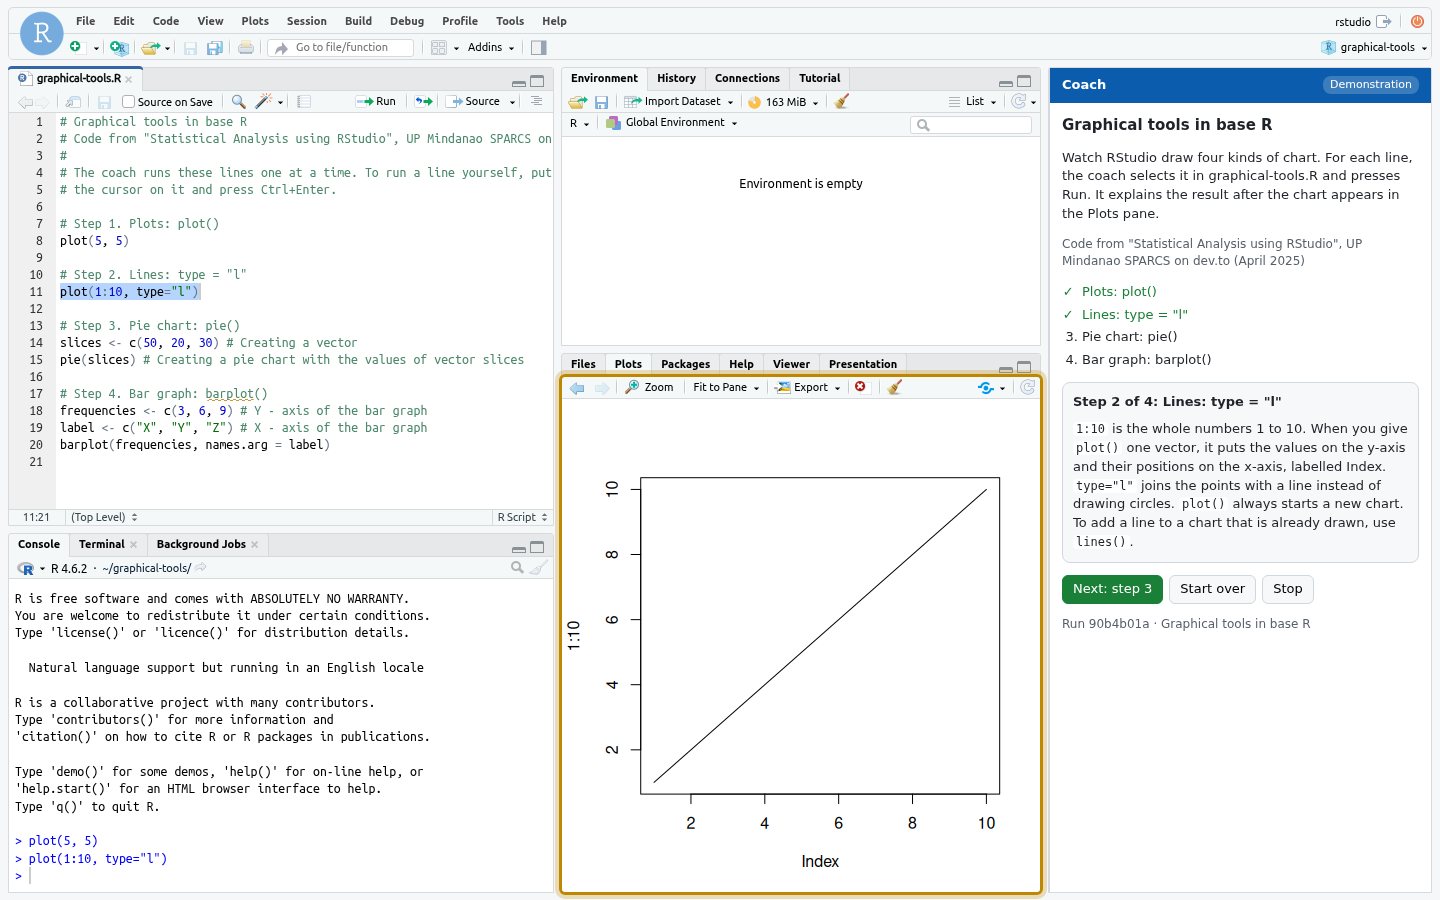 File Edit Code View Plots Session Build Debug Profile Tools Help
rstudio
Go to file/function
Addins
graphical-tools
graphical-tools.R
Source on Save
Run
Source
1 # Graphical tools in base R
2 # Code from "Statistical Analysis using RStudio", UP Mindanao SPARCS on
3 #
4 # The coach runs these lines one at a time. To run a line yourself, put
5 # the cursor on it and press Ctrl+Enter.
6
7 # Step 1. Plots: plot()
8 plot(5, 5)
9
10 # Step 2. Lines: type = "l"
11 plot(1:10, type="l")
12
13 # Step 3. Pie chart: pie()
14 slices <- c(50, 20, 30) # Creating a vector
15 pie(slices) # Creating a pie chart with the values of vector slices
16
17 # Step 4. Bar graph: barplot()
18 frequencies <- c(3, 6, 9) # Y - axis of the bar graph
19 label <- c("X", "Y", "Z") # X - axis of the bar graph
20 barplot(frequencies, names.arg = label)
21
11:21 (Top Level) R Script
Console Terminal Background Jobs
R 4.6.2 · ~/graphical-tools/
R is free software and comes with ABSOLUTELY NO WARRANTY.
You are welcome to redistribute it under certain conditions.
Type 'license()' or 'licence()' for distribution details.
Natural language support but running in an English locale
R is a collaborative project with many contributors.
Type 'contributors()' for more information and
'citation()' on how to cite R or R packages in publications.
Type 'demo()' for some demos, 'help()' for on-line help, or
'help.start()' for an HTML browser interface to help.
Type 'q()' to quit R.
> plot(5, 5)
> plot(1:10, type="l")
>
Environment History Connections Tutorial
Import Dataset 163 MiB List
R Global Environment
Environment is empty
Files Plots Packages Help Viewer Presentation
Zoom Fit to Pane Export
10
8
6
4
2
1:10
2 4 6 8 10
Index
Coach Demonstration
Graphical tools in base R
Watch RStudio draw four kinds of chart. For each line,
the coach selects it in graphical-tools.R and presses
Run. It explains the result after the chart appears in
the Plots pane.
Code from "Statistical Analysis using RStudio", UP
Mindanao SPARCS on dev.to (April 2025)
✓ Plots: plot()
✓ Lines: type = "l"
3. Pie chart: pie()
4. Bar graph: barplot()
Step 2 of 4: Lines: type = "l"
1:10 is the whole numbers 1 to 10. When you give
plot() one vector, it puts the values on the y-axis
and their positions on the x-axis, labelled Index.
type="l" joins the points with a line instead of
drawing circles. plot() always starts a new chart.
To add a line to a chart that is already drawn, use
lines().
Next: step 3 Start over Stop
Run 90b4b01a · Graphical tools in base R